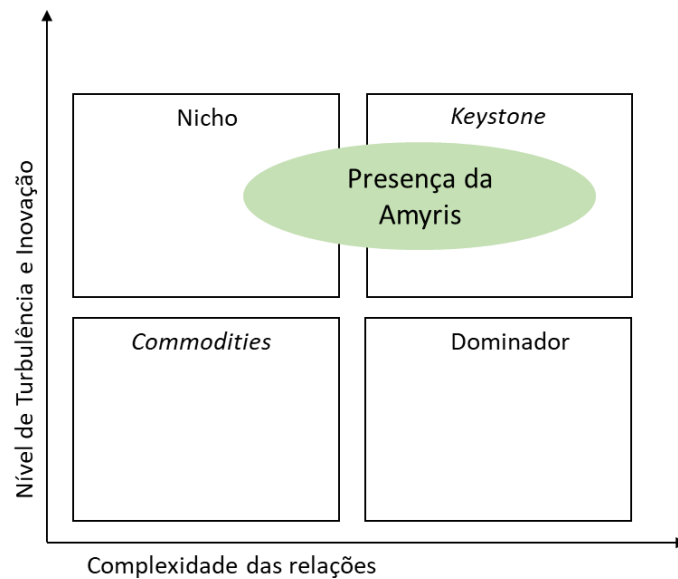 Nível de Turbulência e Inovação
Nicho
Keystone
Presença da
Amyris
Commodities
Dominador
Complexidade das relações